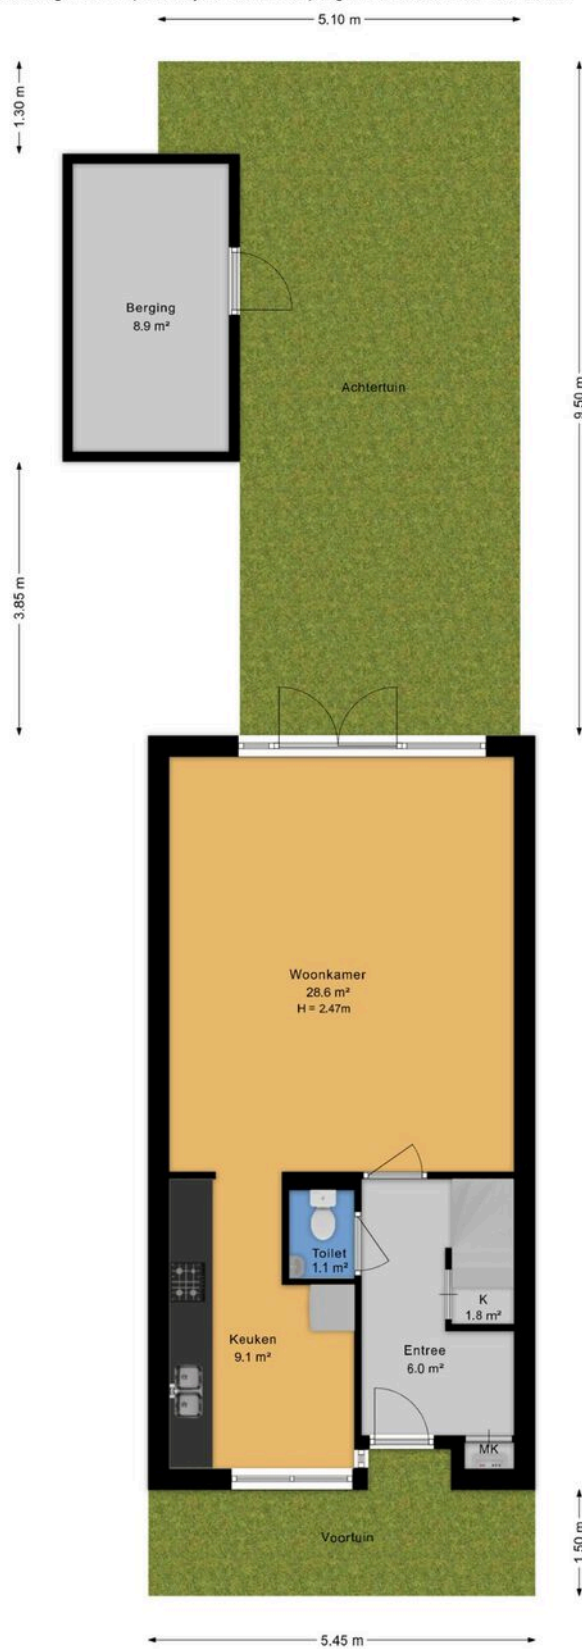 5.10 m
1.30 m
Berging
8.9 m²
Achtertuin
9.50 m
3.85 m
Woonkamer
28.6 m²
H = 2.47m
Toilet
1.1 m²
K
1.8 m²
Keuken
9.1 m²
Entree
6.0 m²
MK
Voortuin
1.50 m
5.45 m